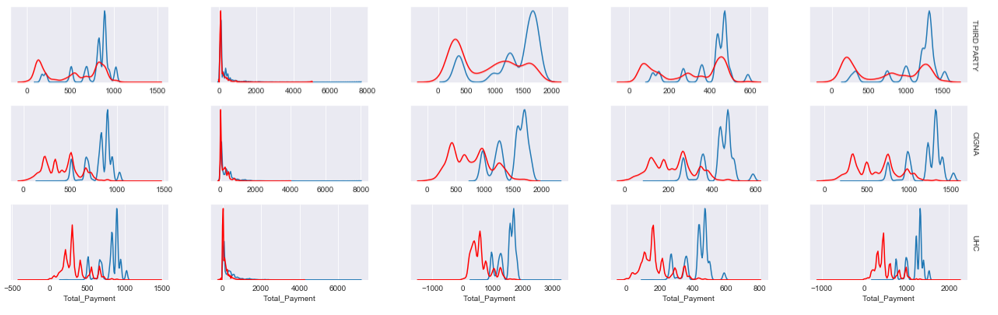 0 500 1000 1500
0 2000 4000 6000 8000
0 500 1000 1500 2000
0 200 400 600
0 500 1000 1500
THIRD PARTY
0 500 1000 1500
0 2000 4000 6000 8000
0 1000 2000
0 200 400 600
0 500 1000 1500
CIGNA
−500 0 500 1000 1500
0 2000 4000 6000
−1000 0 1000 2000 3000
0 200 400 600 800
−1000 0 1000 2000
UHC
Total_Payment
Total_Payment
Total_Payment
Total_Payment
Total_Payment